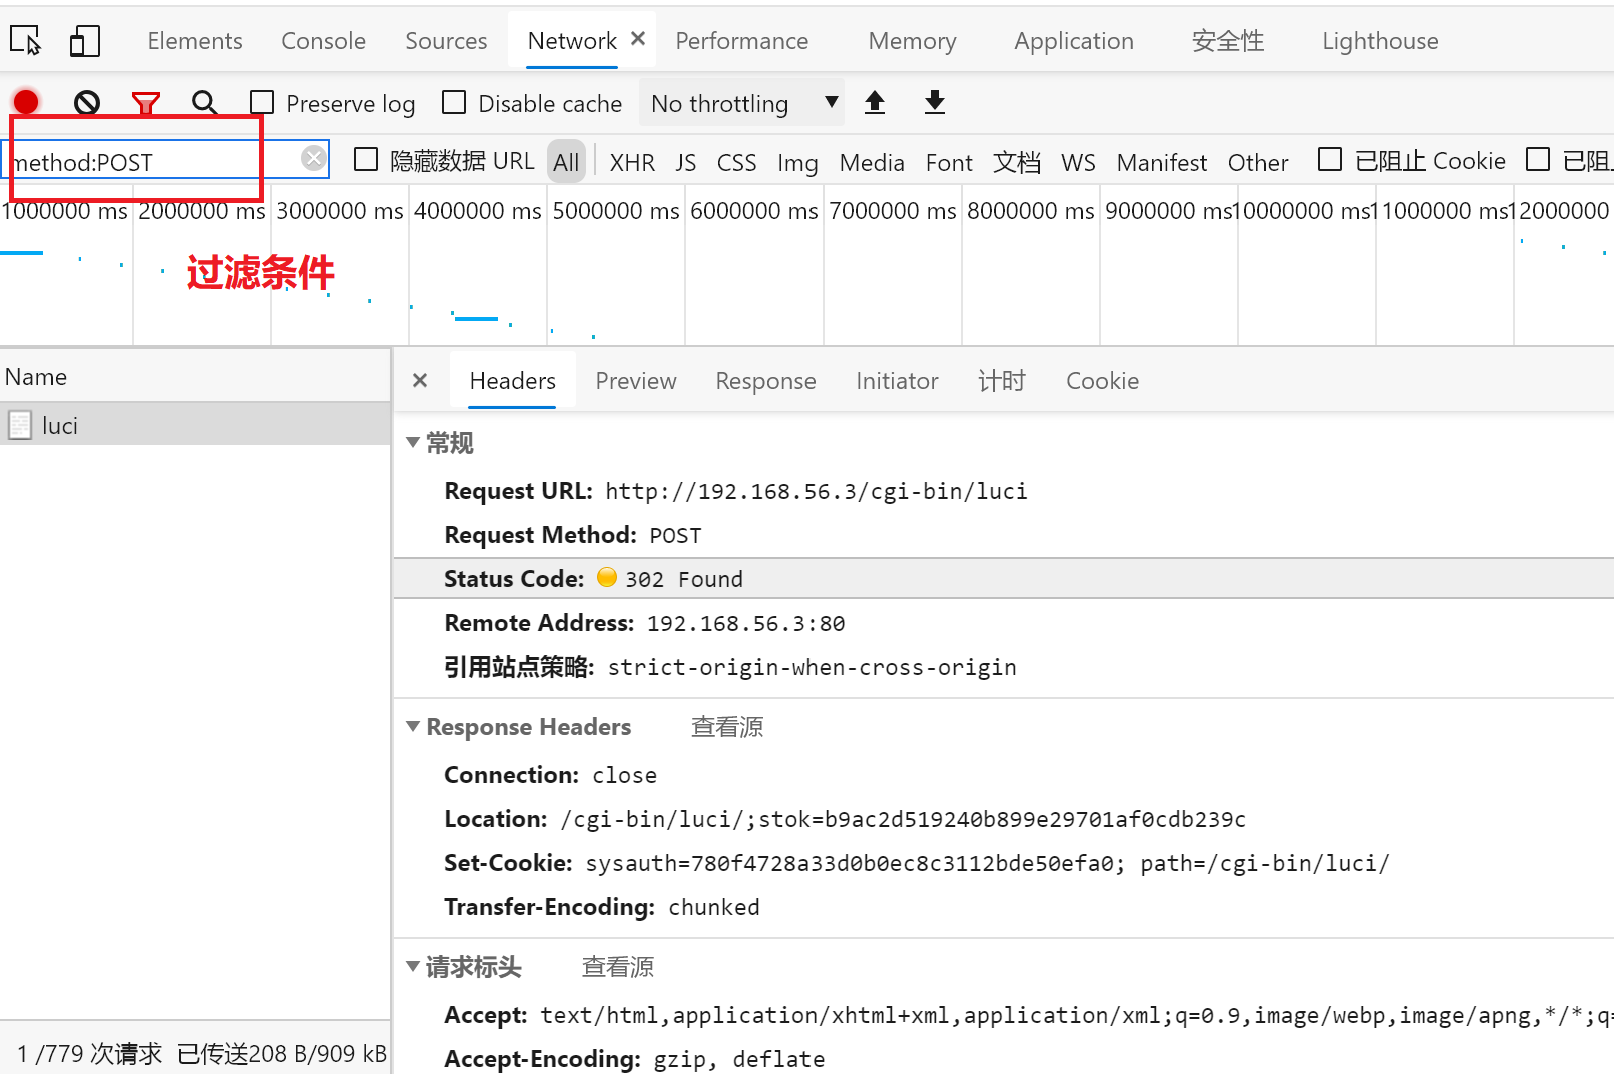 Elements Console Sources Network Performance Memory Application 安全性 Lighthouse
Preserve log Disable cache No throttling
method:POST 隐藏数据 URL All XHR JS CSS Img Media Font 文档 WS Manifest Other 已阻止 Cookie 已阻
1000000 ms 2000000 ms 3000000 ms 4000000 ms 5000000 ms 6000000 ms 7000000 ms 8000000 ms 9000000 ms 10000000 ms 11000000 ms 12000000
过滤条件
Name
luci
1 /779 次请求 已传送208 B/909 kB
Headers Preview Response Initiator 计时 Cookie
常规
Request URL: http://192.168.56.3/cgi-bin/luci
Request Method: POST
Status Code: 302 Found
Remote Address: 192.168.56.3:80
引用站点策略: strict-origin-when-cross-origin
Response Headers 查看源
Connection: close
Location: /cgi-bin/luci/;stok=b9ac2d519240b899e29701af0cdb239c
Set-Cookie: sysauth=780f4728a33d0b0ec8c3112bde50efa0; path=/cgi-bin/luci/
Transfer-Encoding: chunked
请求标头 查看源
Accept: text/html,application/xhtml+xml,application/xml;q=0.9,image/webp,image/apng,*/*;q=
Accept-Encoding: gzip, deflate